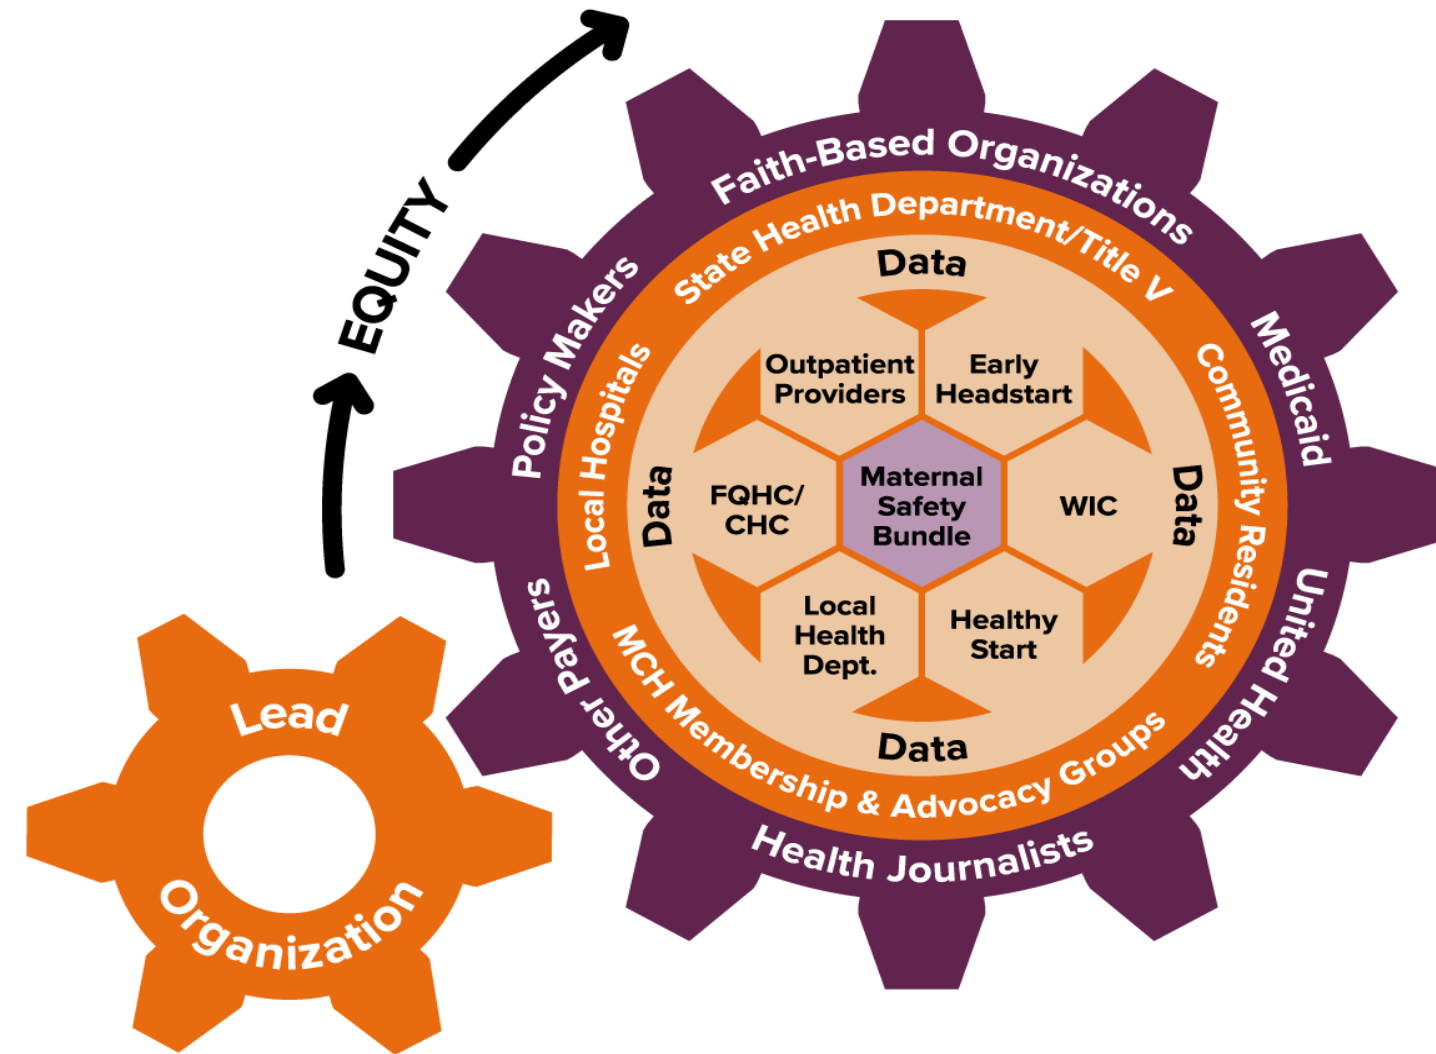 EQUITY
Faith-Based Organizations
Policy Makers
Medicaid
Other Payers
United Health
Health Journalists
State Health Department/Title V
Local Hospitals
Community Residents
MCH Membership & Advocacy Groups
Data
Data
Data
Data
Outpatient
Providers
Early
Headstart
FQHC/
CHC
Maternal
Safety
Bundle
WIC
Local
Health
Dept.
Healthy
Start
Lead
Organization